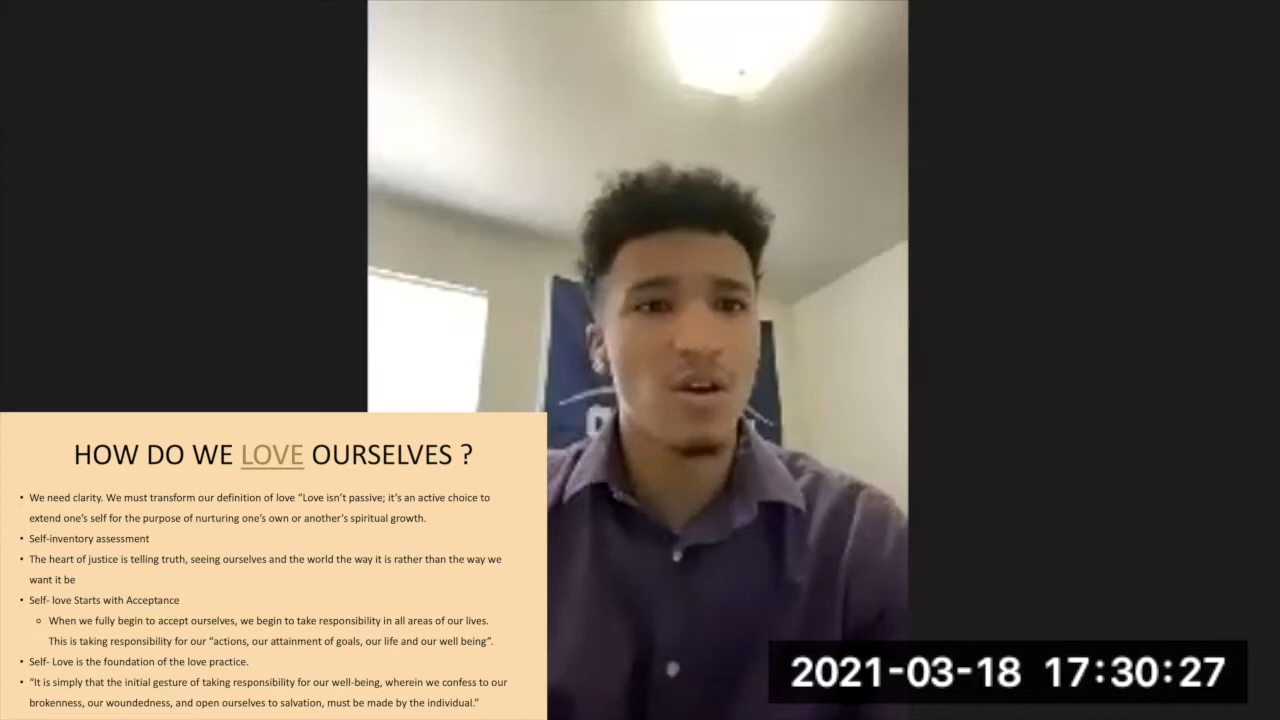 HOW DO WE LOVE OURSELVES ?
• We need clarity. We must transform our definition of love “Love isn’t passive; it’s an active choice to
extend one’s self for the purpose of nurturing one’s own or another’s spiritual growth.
• Self-inventory assessment
• The heart of justice is telling truth, seeing ourselves and the world the way it is rather than the way we
want it be
• Self- love Starts with Acceptance
○ When we fully begin to accept ourselves, we begin to take responsibility in all areas of our lives.
This is taking responsibility for our “actions, our attainment of goals, our life and our well being”.
• Self- Love is the foundation of the love practice.
• “It is simply that the initial gesture of taking responsibility for our well-being, wherein we confess to our
brokenness, our woundedness, and open ourselves to salvation, must be made by the individual.”
2021-03-18 17:30:27